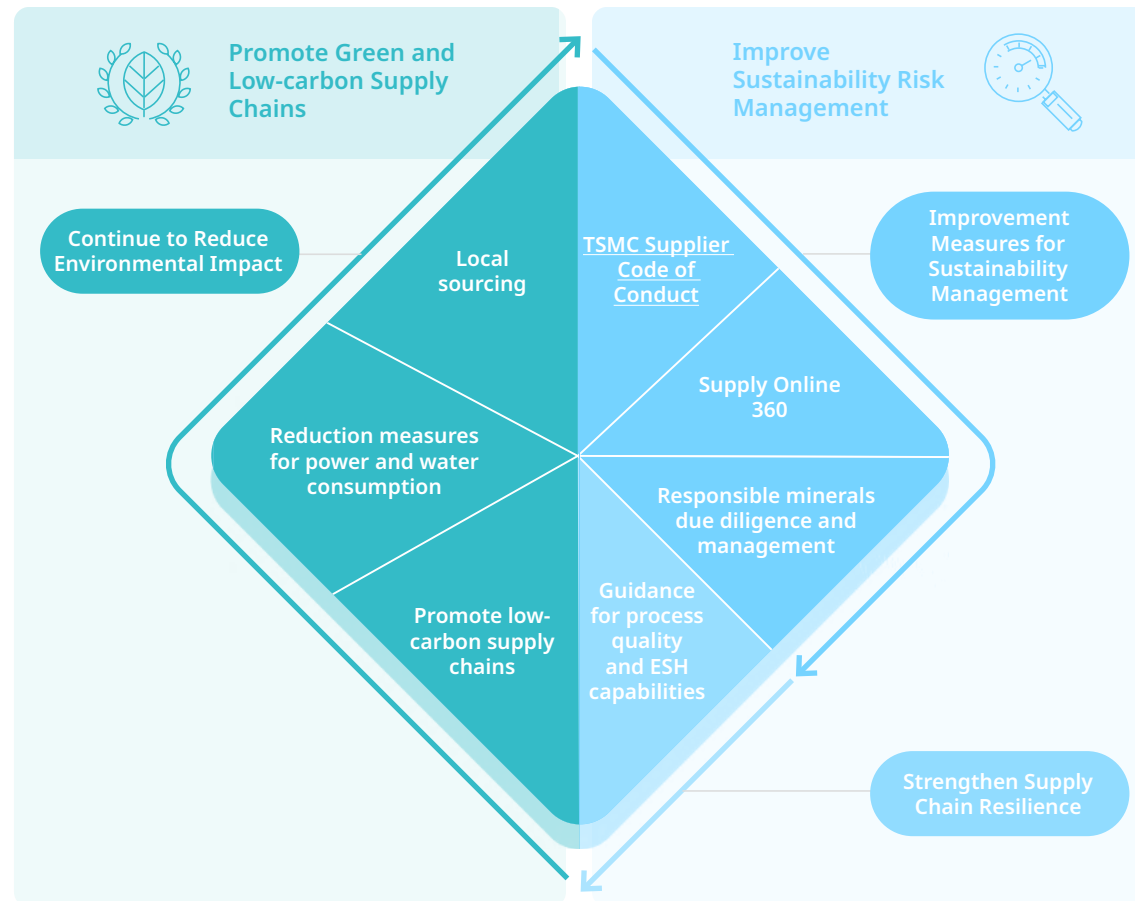 Promote Green and
Low-carbon Supply
Chains
Improve
Sustainability Risk
Management
Continue to Reduce
Environmental Impact
Improvement
Measures for
Sustainability
Management
Local
sourcing
TSMC Supplier
Code of
Conduct
Supply Online
360
Reduction measures
for power and water
consumption
Responsible minerals
due diligence and
management
Promote low-
carbon supply
chains
Guidance
for process
quality
and ESH
capabilities
Strengthen Supply
Chain Resilience